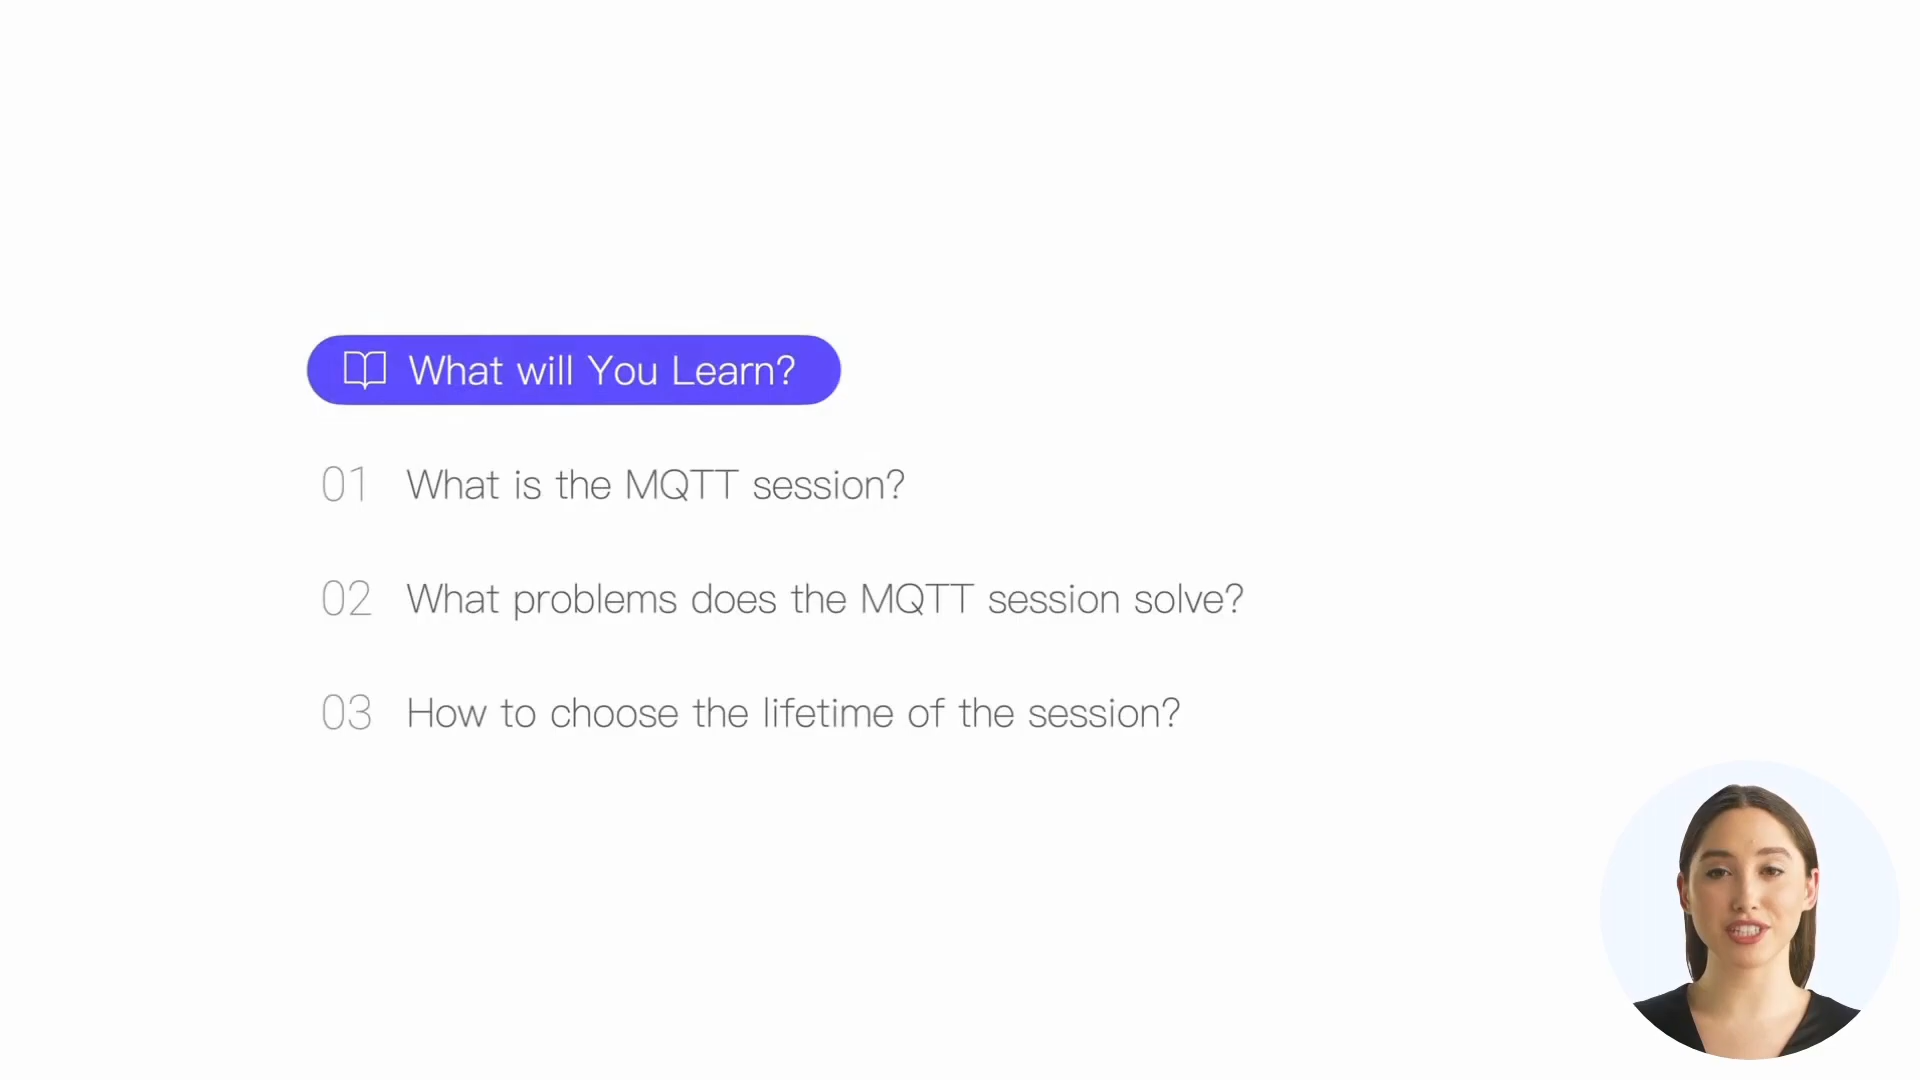 What will You Learn?
01 What is the MQTT session?
02 What problems does the MQTT session solve?
03 How to choose the lifetime of the session?